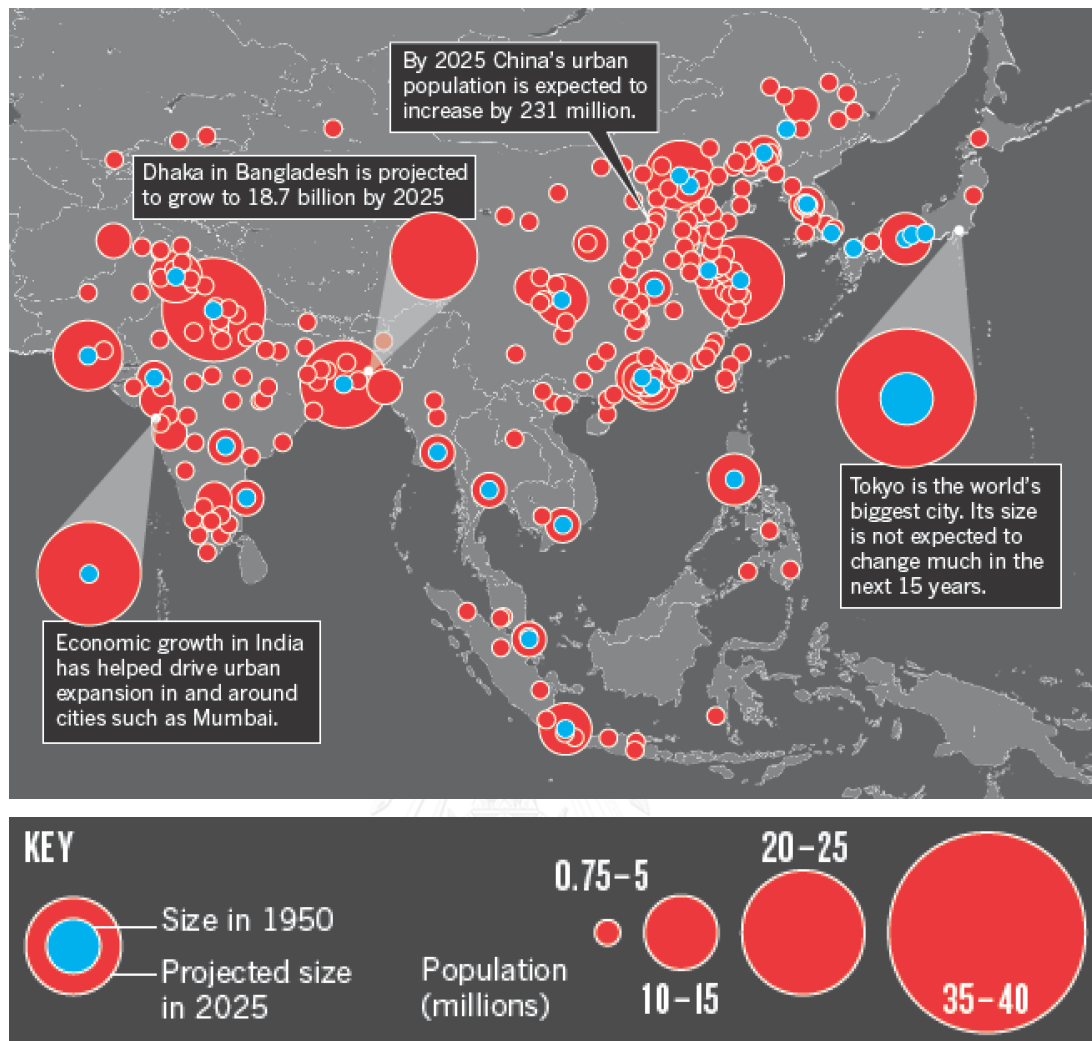 By 2025 China's urban
population is expected to
increase by 231 million.
Dhaka in Bangladesh is projected
to grow to 18.7 billion by 2025
Tokyo is the world's
biggest city. Its size
is not expected to
change much in the
next 15 years.
Economic growth in India
has helped drive urban
expansion in and around
cities such as Mumbai.
KEY
Size in 1950
Projected size
in 2025
Population
(millions)
0.75–5
10–15
20–25
35–40